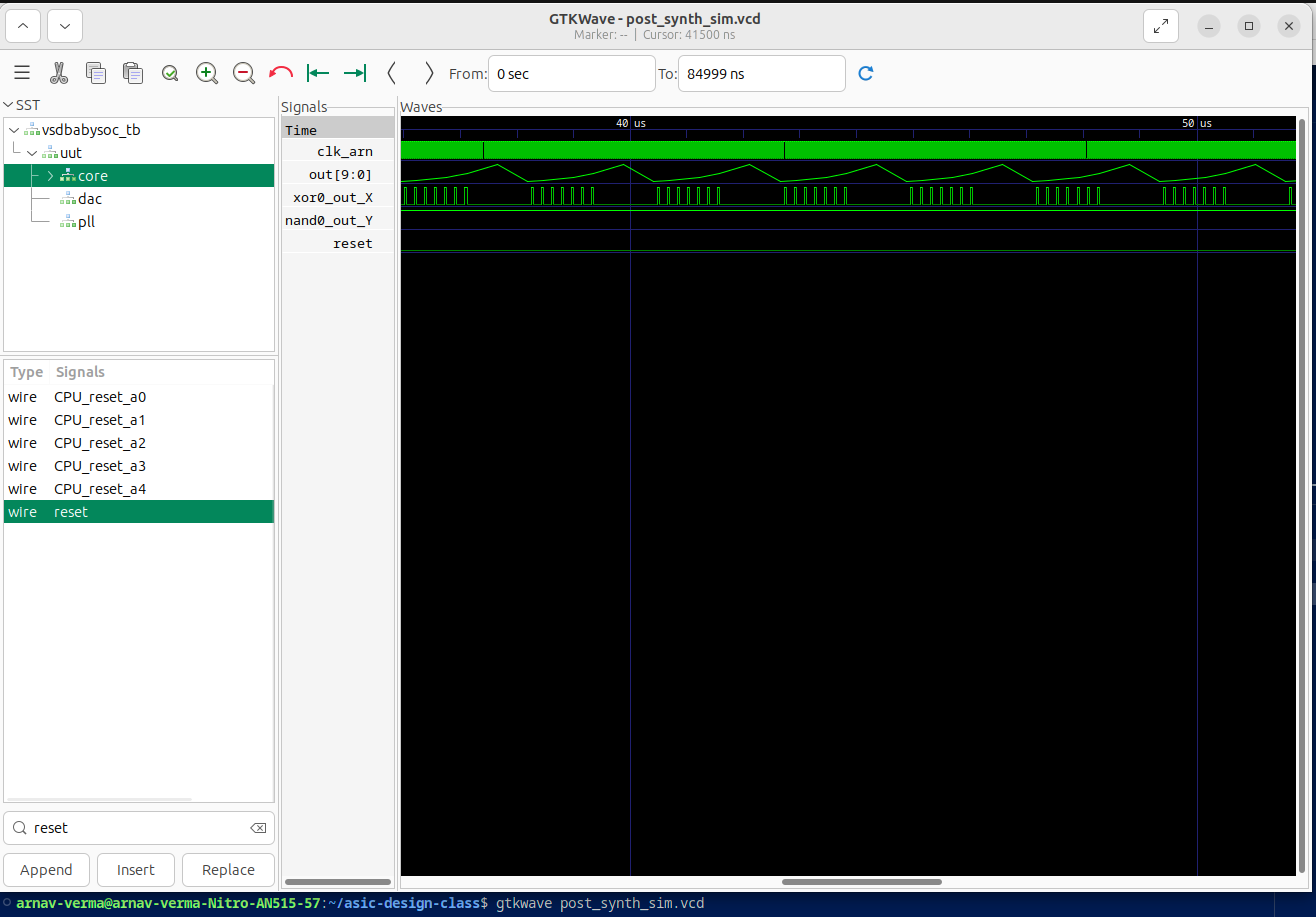 GTKWave - post_synth_sim.vcd
Marker: -- | Cursor: 41500 ns
From: 0 sec To: 84999 ns
SST
vsdbabysoc_tb
uut
core
dac
pll
Signals
Time
clk_arn
out[9:0]
xor0_out_X
nand0_out_Y
reset
Waves
40 us 50 us
Type Signals
wire CPU_reset_a0
wire CPU_reset_a1
wire CPU_reset_a2
wire CPU_reset_a3
wire CPU_reset_a4
wire reset
reset
Append Insert Replace
arnav-verma@arnav-verma-Nitro-AN515-57:~/asic-design-class$ gtkwave post_synth_sim.vcd